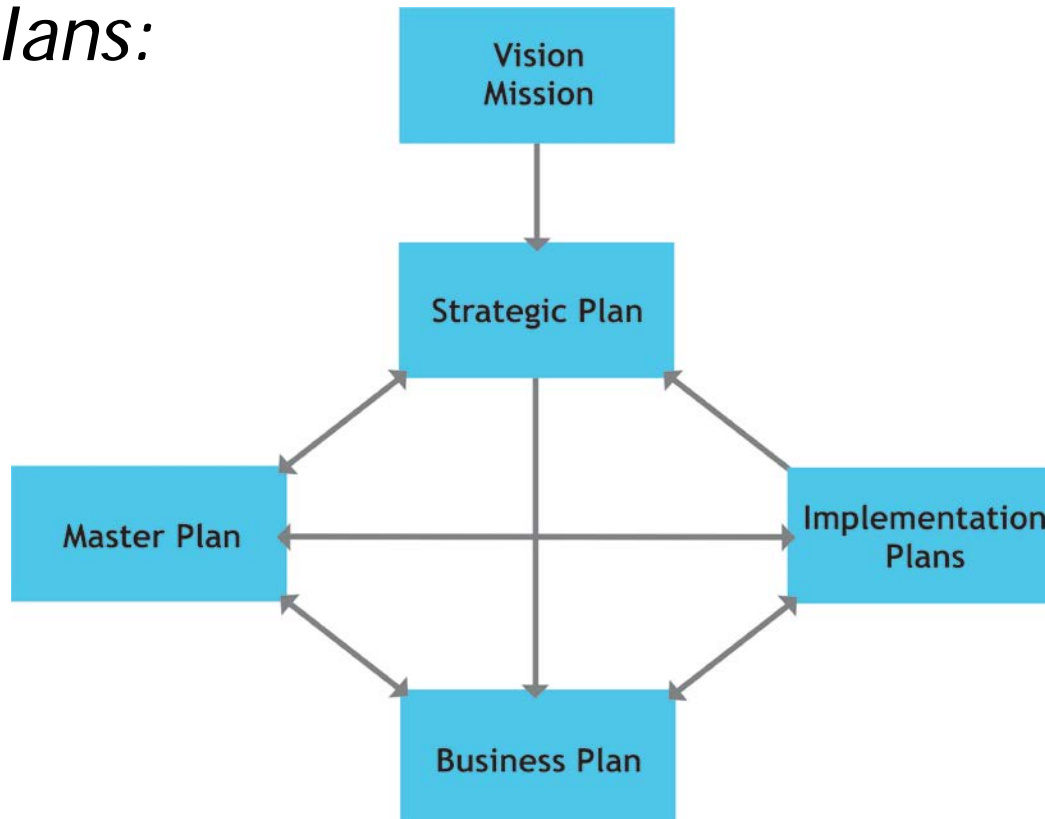 lans:
Vision
Mission
Strategic Plan
Master Plan
Implementation
Plans
Business Plan